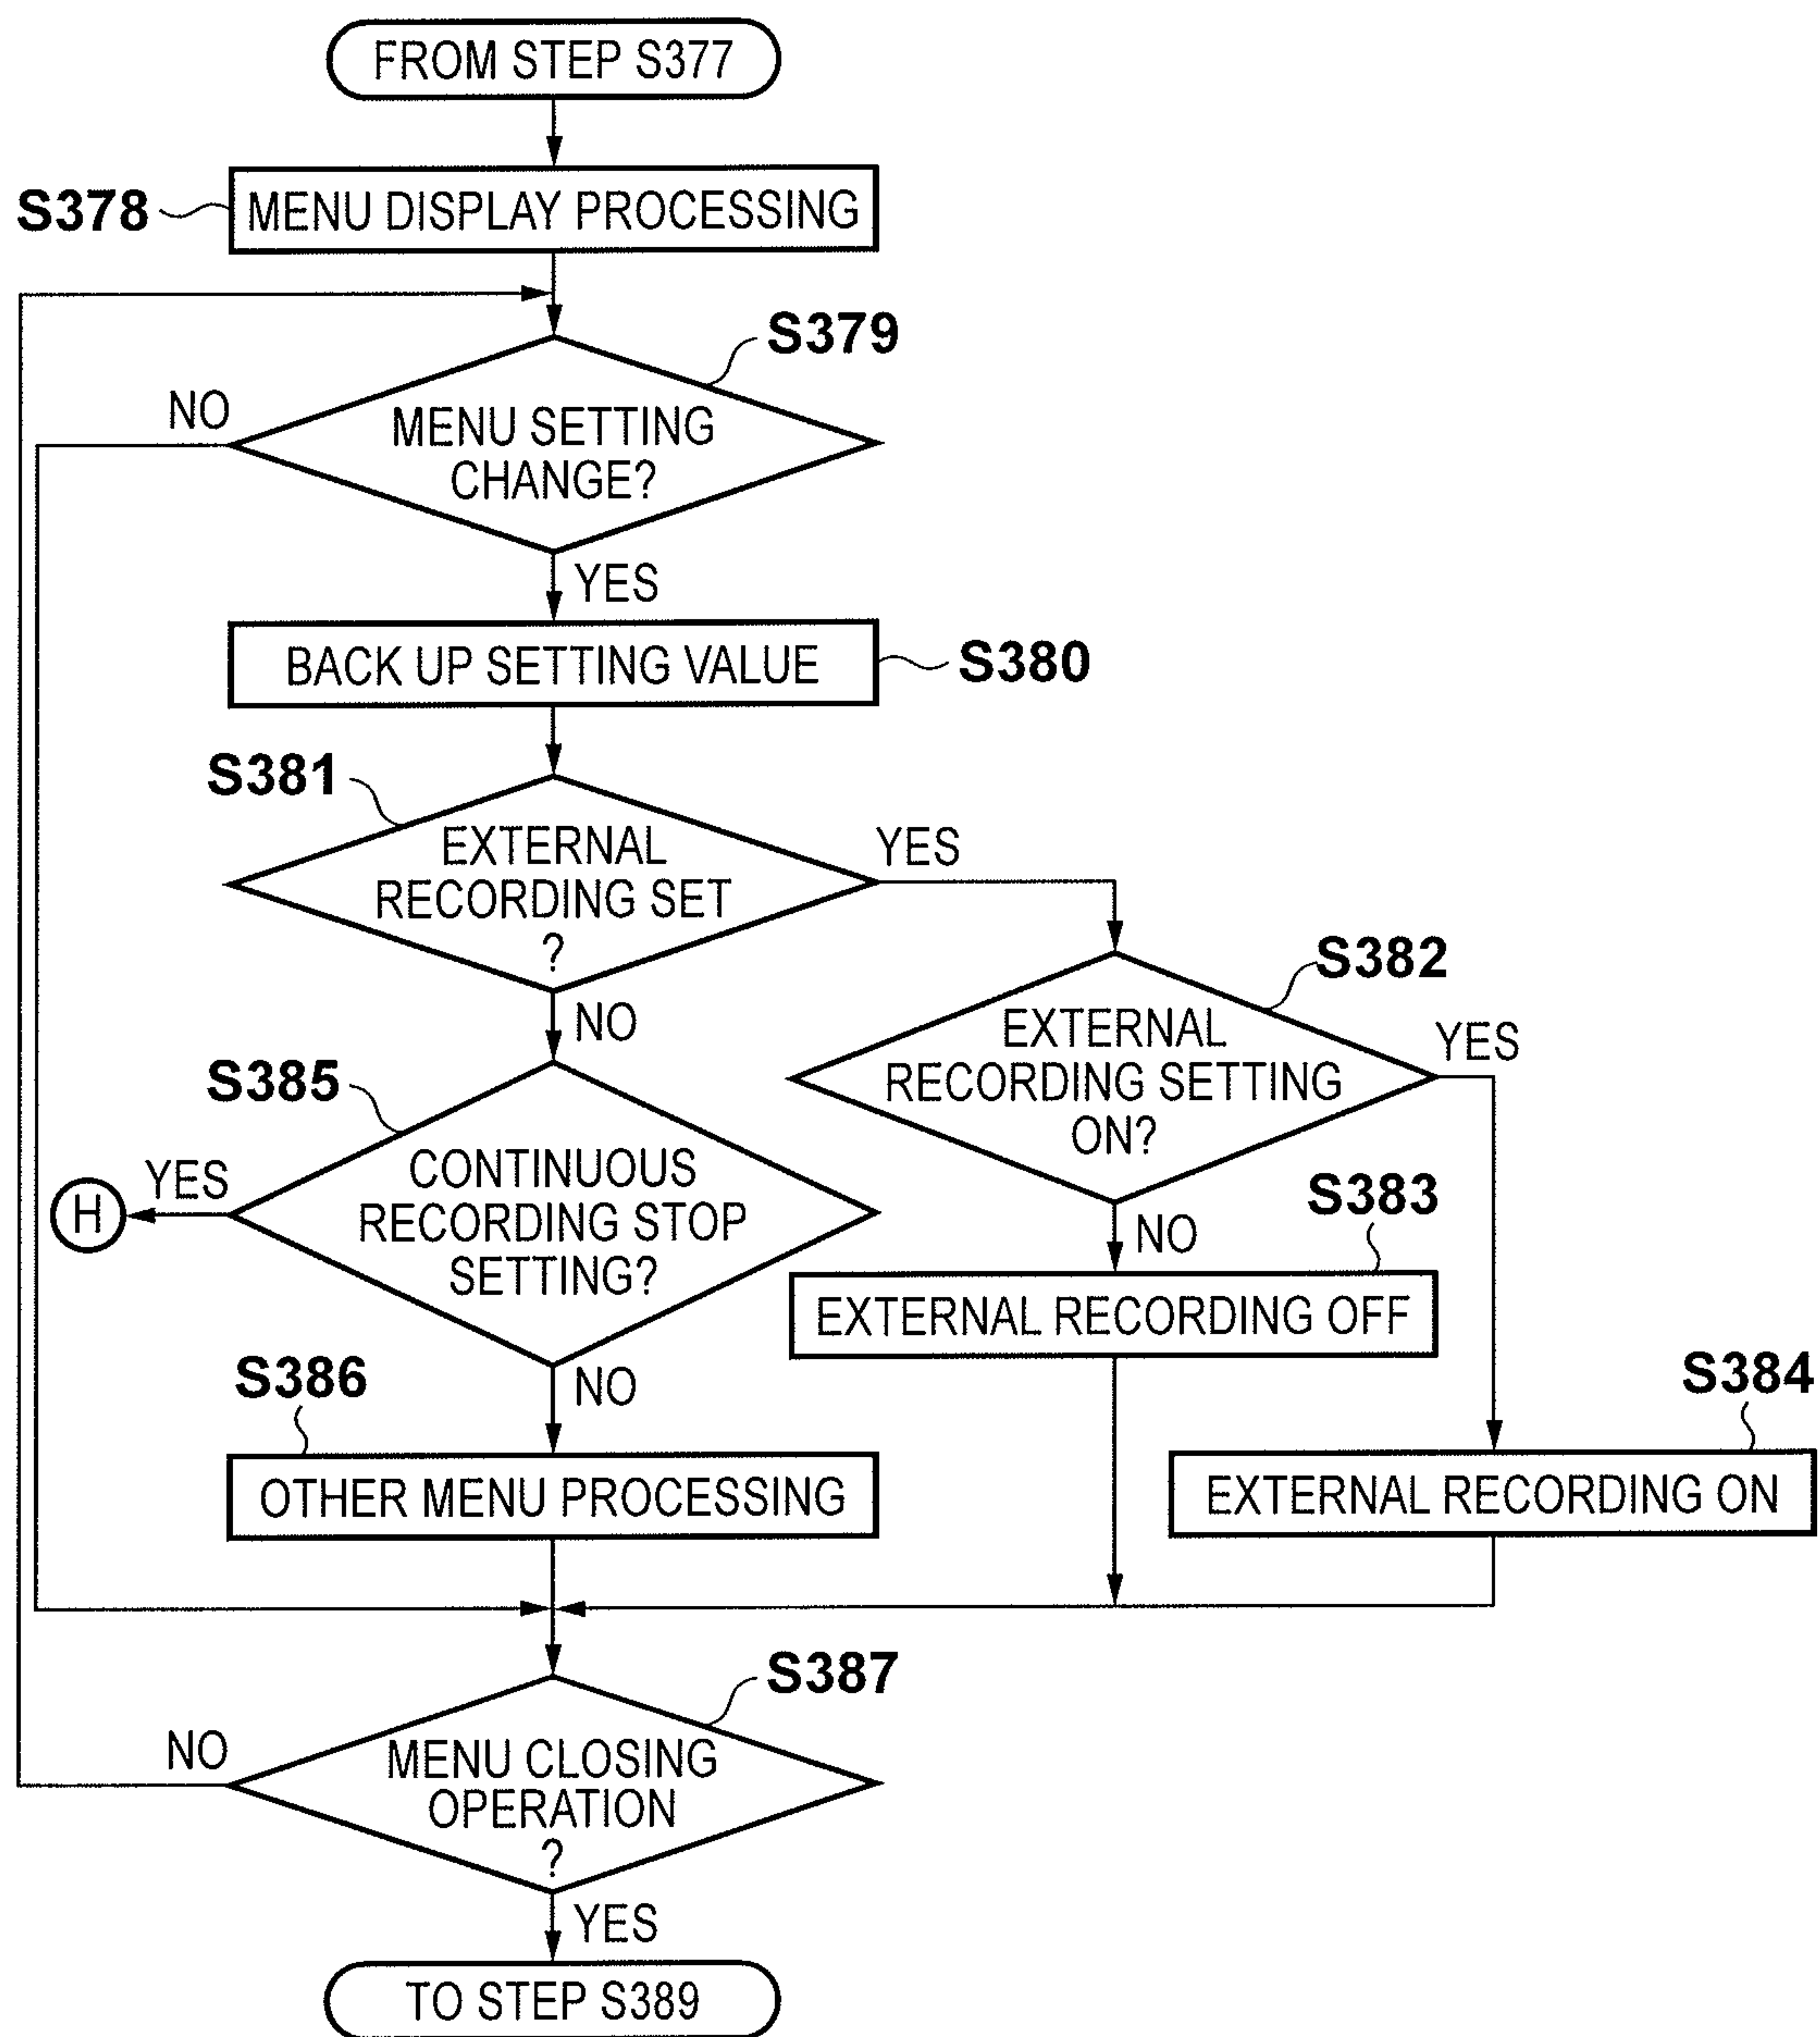 FROM STEP S377
S378
MENU DISPLAY PROCESSING
S379
NO
MENU SETTING
CHANGE?
YES
BACK UP SETTING VALUE
S380
S381
EXTERNAL
RECORDING SET
?
YES
NO
S382
EXTERNAL
RECORDING SETTING
ON?
YES
NO
S385
CONTINUOUS
RECORDING STOP
SETTING?
YES
H
NO
S383
EXTERNAL RECORDING OFF
S384
EXTERNAL RECORDING ON
S386
OTHER MENU PROCESSING
S387
NO
MENU CLOSING
OPERATION
?
YES
TO STEP S389